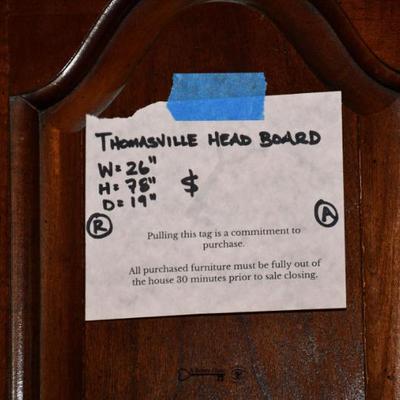 THOMASVILLE HEAD BOARD
W= 26"
H= 78"
D= 19"
$
R
A
Pulling this tag is a commitment to
purchase.
All purchased furniture must be fully out of
the house 30 minutes prior to sale closing.